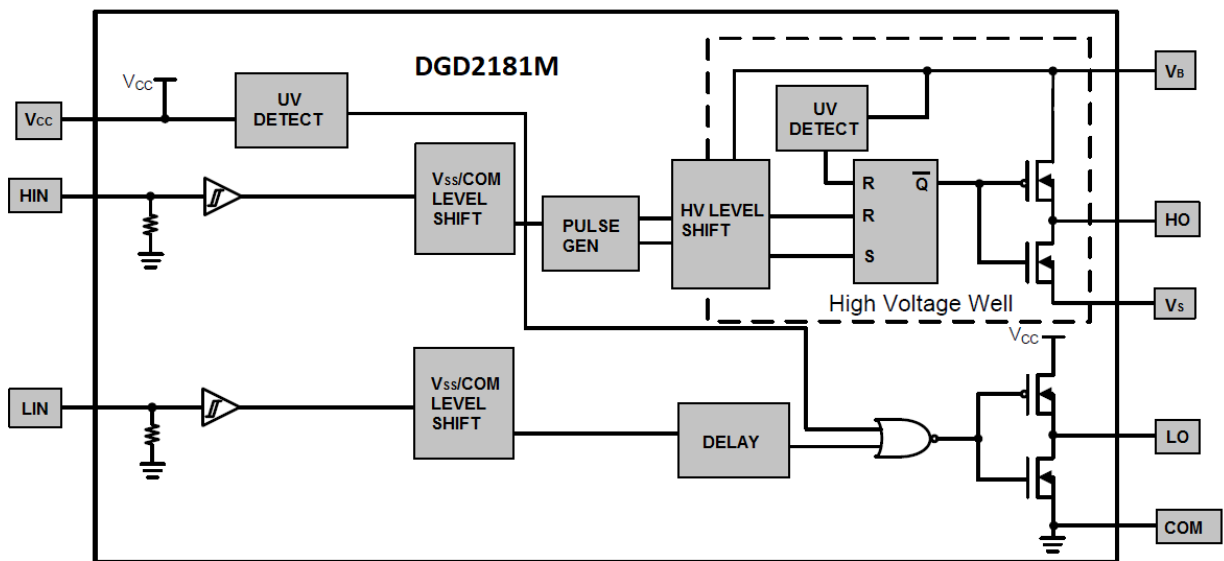 DGD2181M
VCC
VCC
UV
DETECT
UV
DETECT
VB
HIN
VSS/COM
LEVEL
SHIFT
PULSE
GEN
HV LEVEL
SHIFT
R
R
S
Q̅
HO
High Voltage Well
VS
VCC
LIN
VSS/COM
LEVEL
SHIFT
DELAY
LO
COM